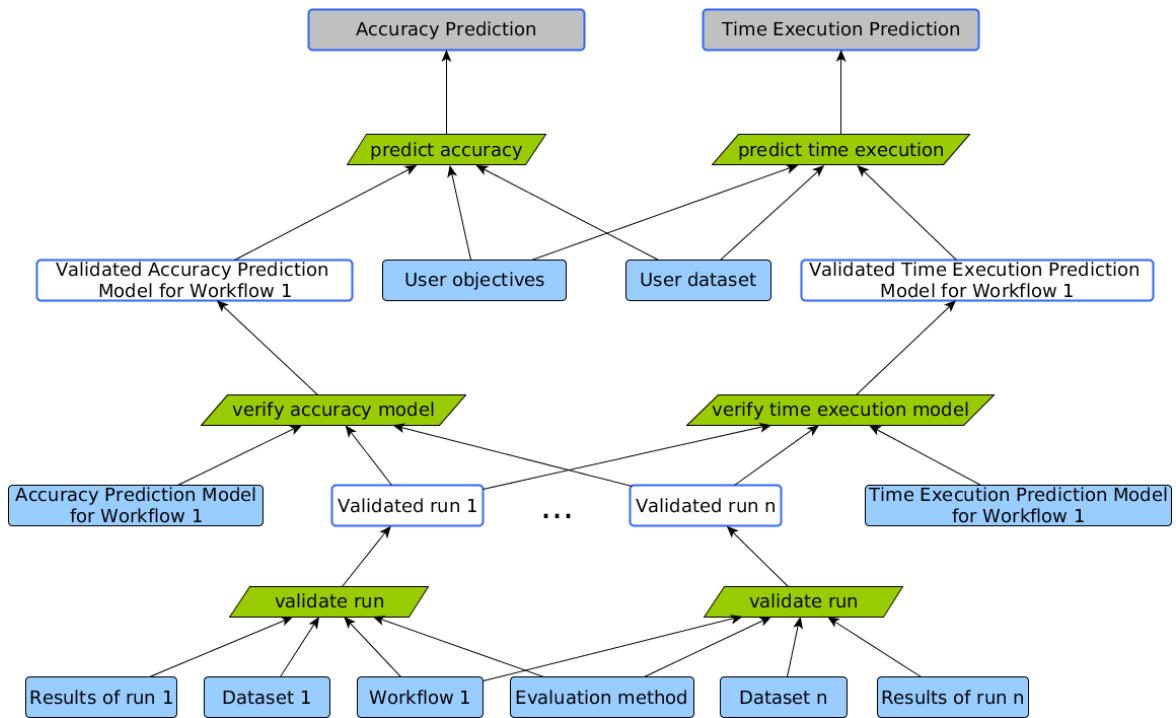 Accuracy Prediction
Time Execution Prediction
predict accuracy
predict time execution
Validated Accuracy Prediction
Model for Workflow 1
User objectives
User dataset
Validated Time Execution Prediction
Model for Workflow 1
verify accuracy model
verify time execution model
Accuracy Prediction Model
for Workflow 1
Validated run 1
...
Validated run n
Time Execution Prediction Model
for Workflow 1
validate run
validate run
Results of run 1
Dataset 1
Workflow 1
Evaluation method
Dataset n
Results of run n